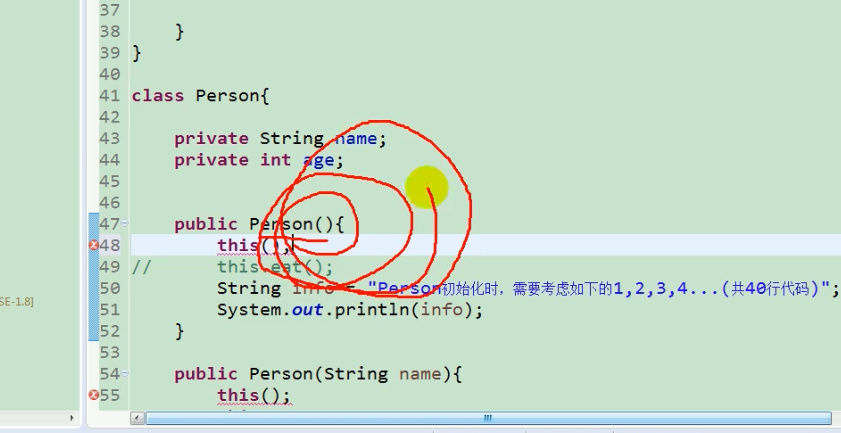 37
38 }
39 }
40
41 class Person{
42
43 private String name;
44 private int age;
45
46
47 public Person(){
48 this();
49 // this.eat();
50 String info = "Person初始化时，需要考虑如下的1,2,3,4...(共40行代码)";
SE-1.8]
51 System.out.println(info);
52 }
53
54 public Person(String name){
55 this();